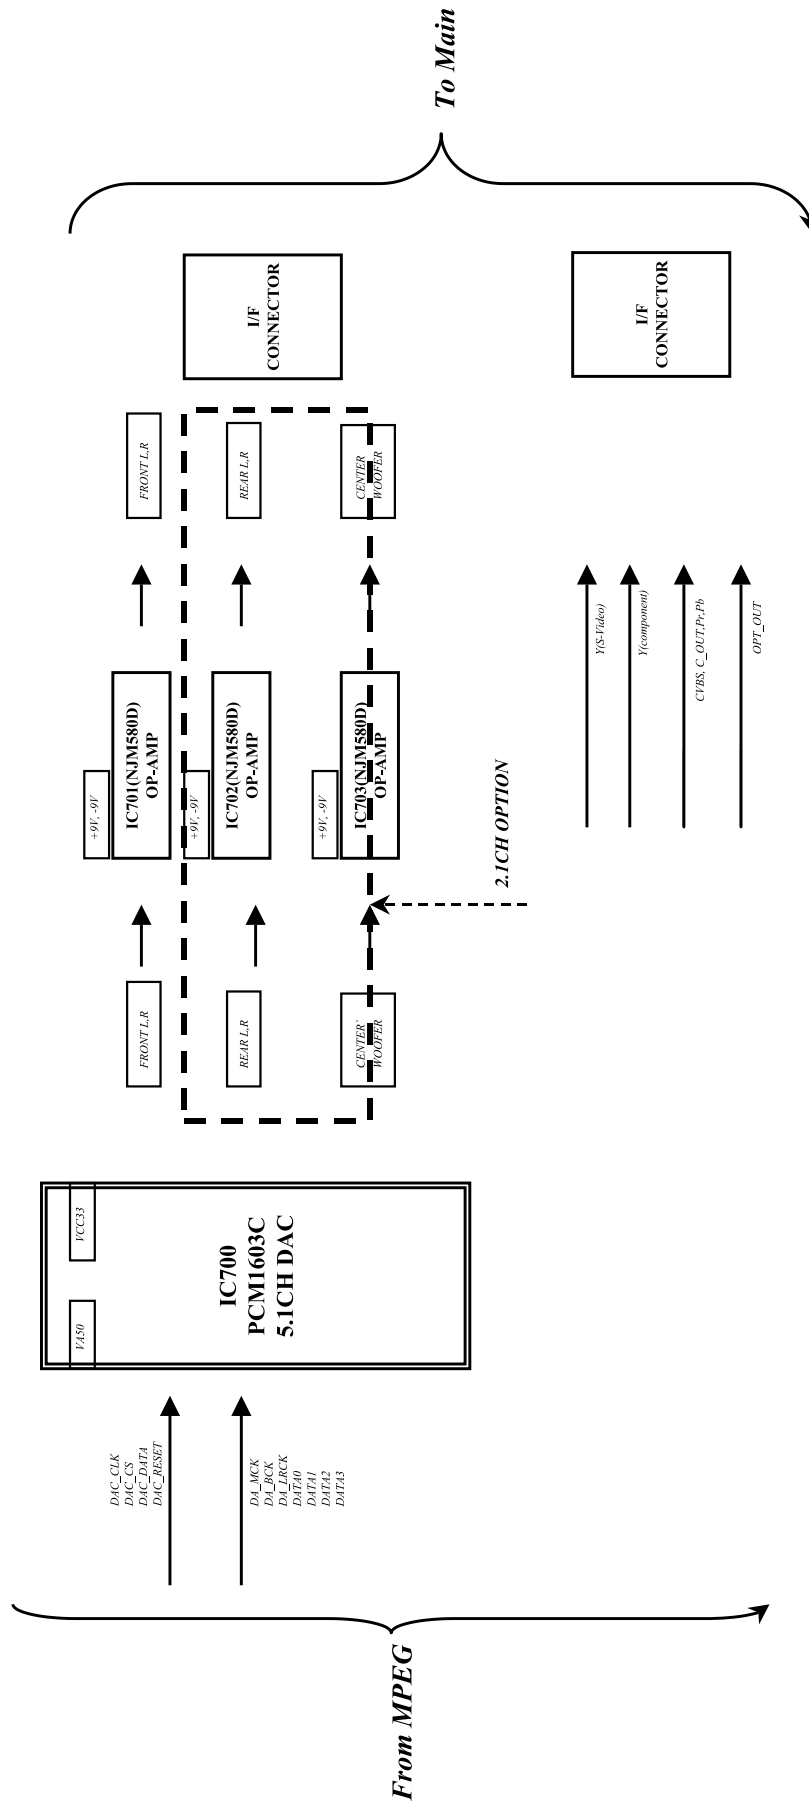 From MPEG
DAC_CLK
DAC_CS
DAC_DATA
DAC_RESET
DA_MCK
DA_BCK
DA_LRCK
DATA0
DATA1
DATA2
DATA3
VA50
VCC33
IC700
PCM1603C
5.1CH DAC
FRONT L,R
REAR L,R
CENTER`
WOOFER
+9V, -9V
IC701(NJM580D)
OP-AMP
+9V, -9V
IC702(NJM580D)
OP-AMP
+9V, -9V
IC703(NJM580D)
OP-AMP
2.1CH OPTION
FRONT L,R
REAR L,R
CENTER
WOOFER
Y(S-Video)
Y(component)
CVBS, C_OUT,Pr,Pb
OPT_OUT
I/F
CONNECTOR
I/F
CONNECTOR
To Main